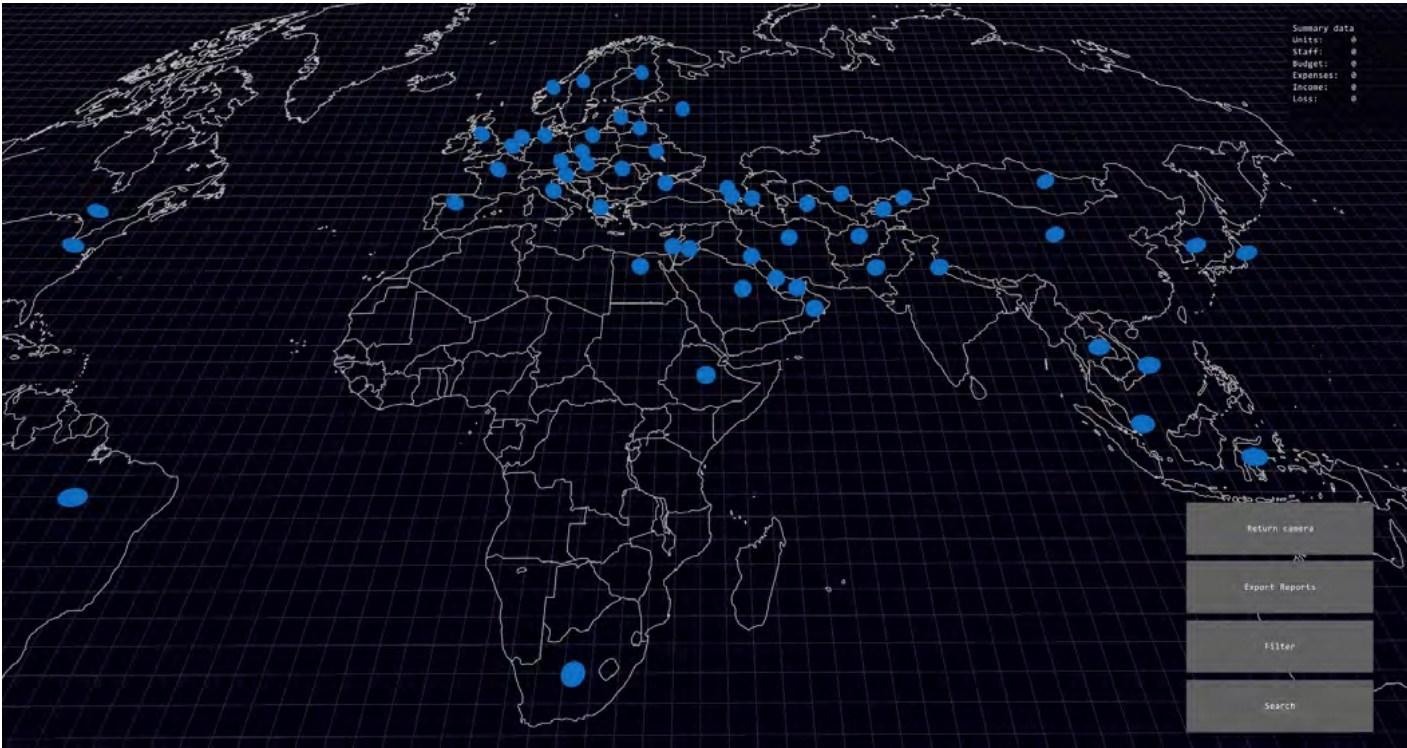 Summary data
Units: 0
Staff: 0
Budget: 0
Expenses: 0
Income: 0
Loss: 0
Return camera
Export Reports
Filter
Search